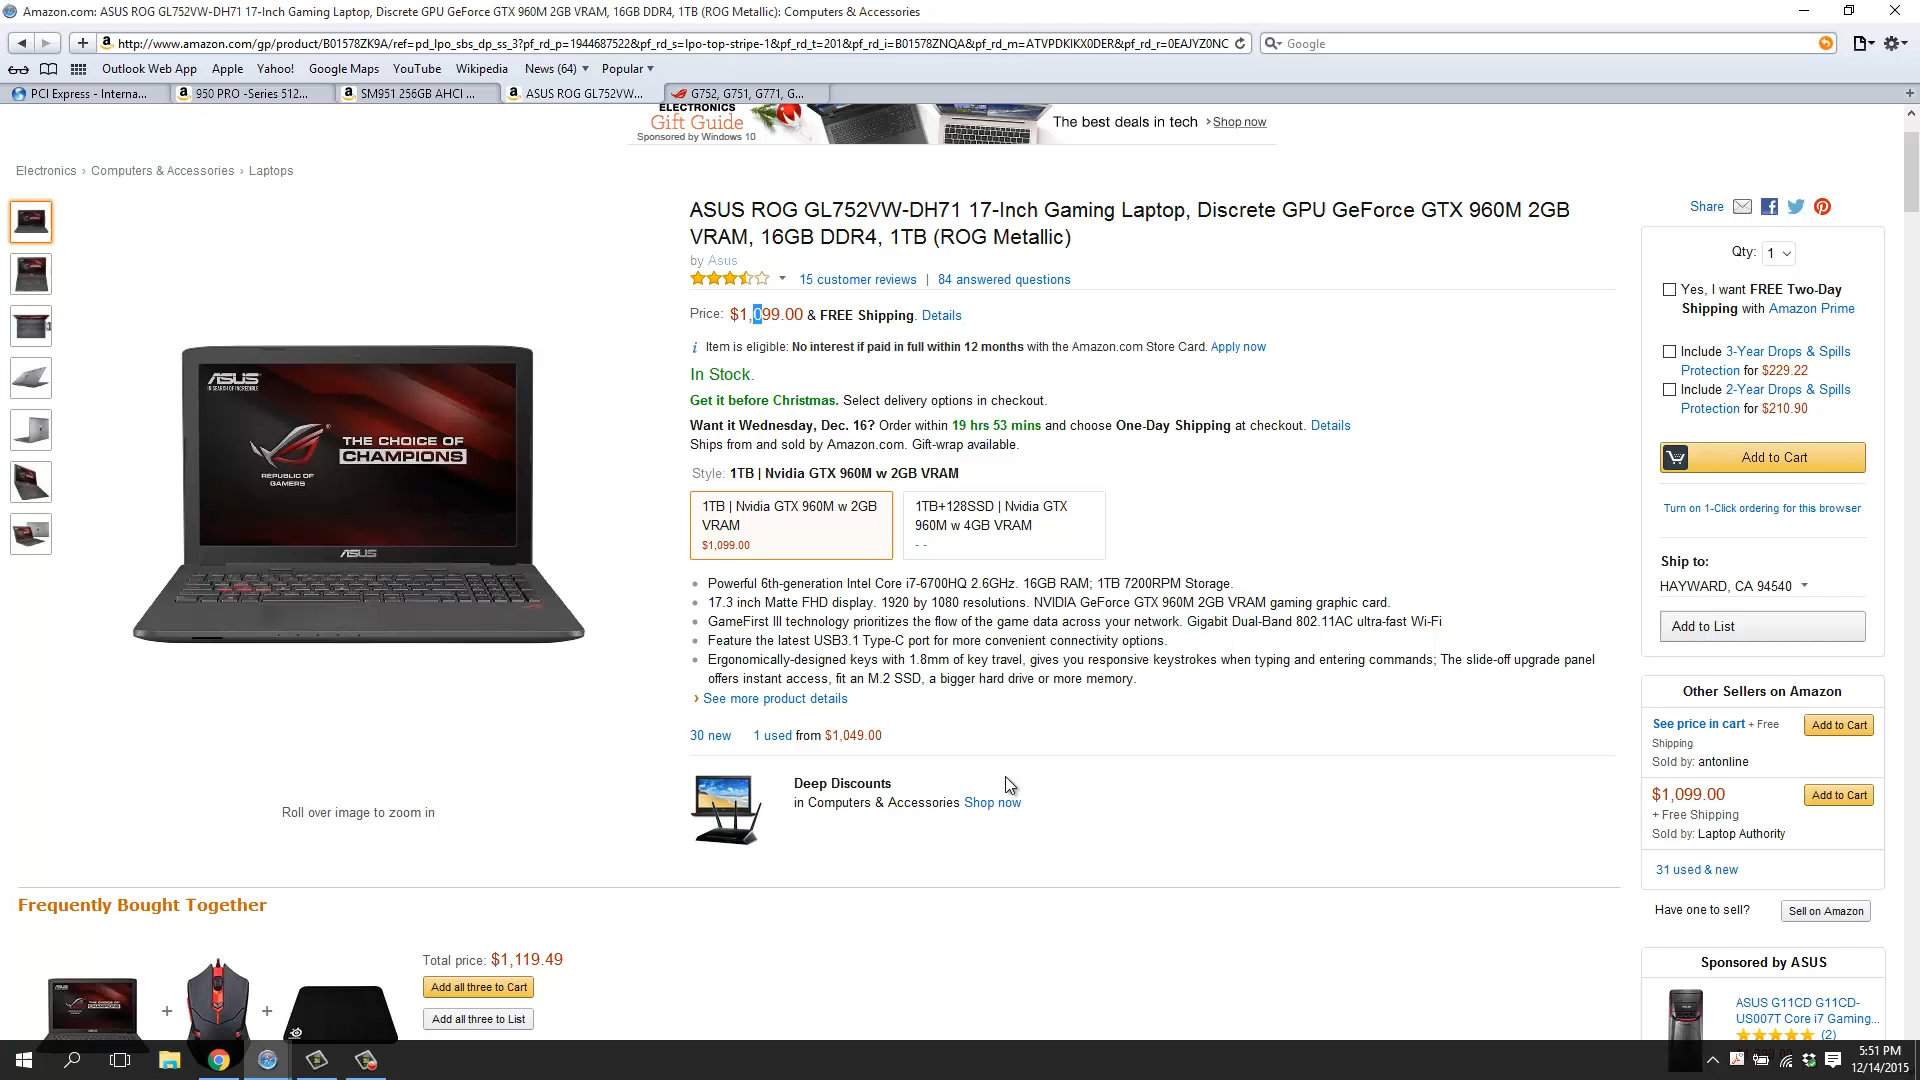 Amazon.com: ASUS ROG GL752VW-DH71 17-Inch Gaming Laptop, Discrete GPU GeForce GTX 960M 2GB VRAM, 16GB DDR4, 1TB (ROG Metallic): Computers & Accessories
http://www.amazon.com/gp/product/B01578ZK9A/ref=pd_lpo_sbs_dp_ss_3?pf_rd_p=1944687522&pf_rd_s=lpo-top-stripe-1&pf_rd_t=201&pf_rd_i=B01578ZNQA&pf_rd_m=ATVPDKIKX0DER&pf_rd_r=0EAJYZ0NC
Google
Outlook Web App Apple Yahoo! Google Maps YouTube Wikipedia News (64) Popular
PCI Express - Interna...
950 PRO -Series 512...
SM951 256GB AHCI ...
ASUS ROG GL752VW...
G752, G751, G771, G...
ELECTRONICS
Gift Guide
Sponsored by Windows 10
The best deals in tech › Shop now
Electronics › Computers & Accessories › Laptops
ASUS ROG GL752VW-DH71 17-Inch Gaming Laptop, Discrete GPU GeForce GTX 960M 2GB
VRAM, 16GB DDR4, 1TB (ROG Metallic)
by Asus
15 customer reviews | 84 answered questions
Price: $1,099.00 & FREE Shipping. Details
Item is eligible: No interest if paid in full within 12 months with the Amazon.com Store Card. Apply now
In Stock.
Get it before Christmas. Select delivery options in checkout.
Want it Wednesday, Dec. 16? Order within 19 hrs 53 mins and choose One-Day Shipping at checkout. Details
Ships from and sold by Amazon.com. Gift-wrap available.
Style: 1TB | Nvidia GTX 960M w 2GB VRAM
1TB | Nvidia GTX 960M w 2GB
VRAM
$1,099.00
1TB+128SSD | Nvidia GTX
960M w 4GB VRAM
- -
Powerful 6th-generation Intel Core i7-6700HQ 2.6GHz. 16GB RAM; 1TB 7200RPM Storage.
17.3 inch Matte FHD display. 1920 by 1080 resolutions. NVIDIA GeForce GTX 960M 2GB VRAM gaming graphic card.
GameFirst III technology prioritizes the flow of the game data across your network. Gigabit Dual-Band 802.11AC ultra-fast Wi-Fi
Feature the latest USB3.1 Type-C port for more convenient connectivity options.
Ergonomically-designed keys with 1.8mm of key travel, gives you responsive keystrokes when typing and entering commands; The slide-off upgrade panel
offers instant access, fit an M.2 SSD, a bigger hard drive or more memory.
› See more product details
30 new 1 used from $1,049.00
Deep Discounts
in Computers & Accessories Shop now
ASUS
IN SEARCH OF INCREDIBLE
REPUBLIC OF
GAMERS
THE CHOICE OF
CHAMPIONS
ASUS
Roll over image to zoom in
Share
Qty: 1
Yes, I want FREE Two-Day
Shipping with Amazon Prime
Include 3-Year Drops & Spills
Protection for $229.22
Include 2-Year Drops & Spills
Protection for $210.90
Add to Cart
Turn on 1-Click ordering for this browser
Ship to:
HAYWARD, CA 94540
Add to List
Other Sellers on Amazon
See price in cart + Free
Shipping
Sold by: antonline
Add to Cart
$1,099.00
+ Free Shipping
Sold by: Laptop Authority
Add to Cart
31 used & new
Have one to sell?
Sell on Amazon
Sponsored by ASUS
ASUS G11CD G11CD-
US007T Core i7 Gaming...
(2)
Frequently Bought Together
+ +
Total price: $1,119.49
Add all three to Cart
Add all three to List
5:51 PM
12/14/2015